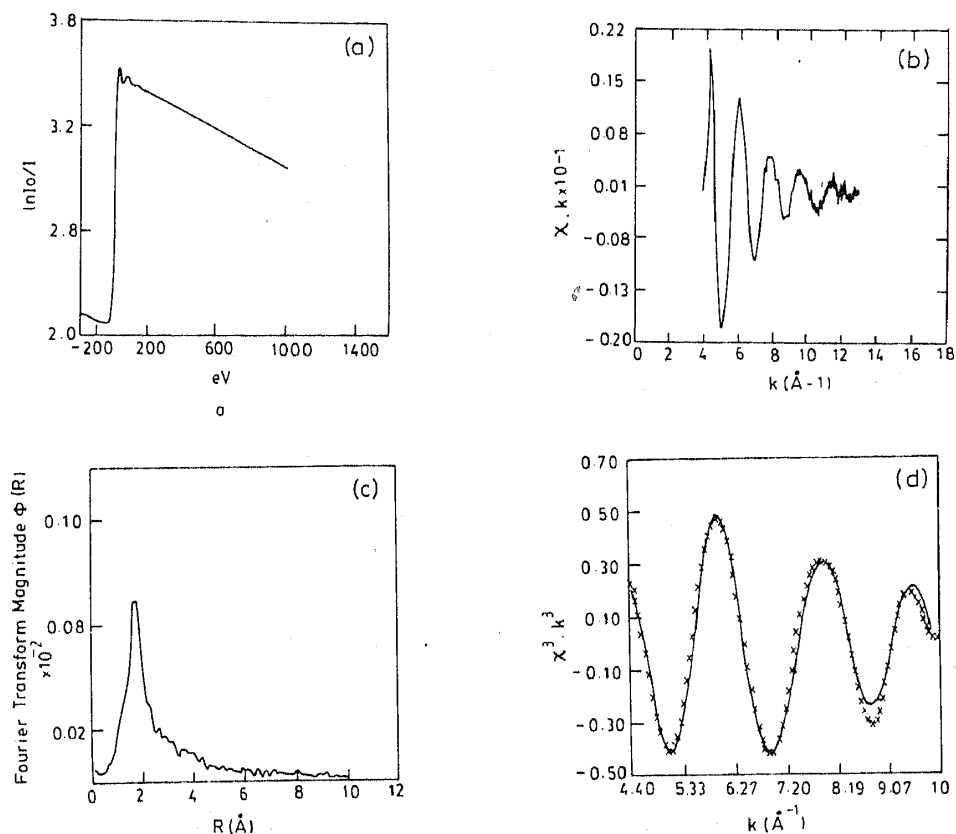 (a)
3.8
3.2
2.8
2.0
lnIo/I
-200 200 600 1000 1600
eV
a
(b)
0.22
0.15
0.08
0.01
-0.08
-0.13
-0.20
χ . k x10-1
0 2 4 6 8 10 12 14 16 18
k (Å-1)
(c)
0.10
0.08
0.02
Fourier Transform Magnitude Φ (R)
x10-2
0 2 4 6 8 10 12
R (Å)
(d)
0.70
0.50
0.30
0.10
-0.10
-0.30
-0.50
χ3 . k3
4.40 5.33 6.27 7.20 8.19 9.07 10
k (Å-1)